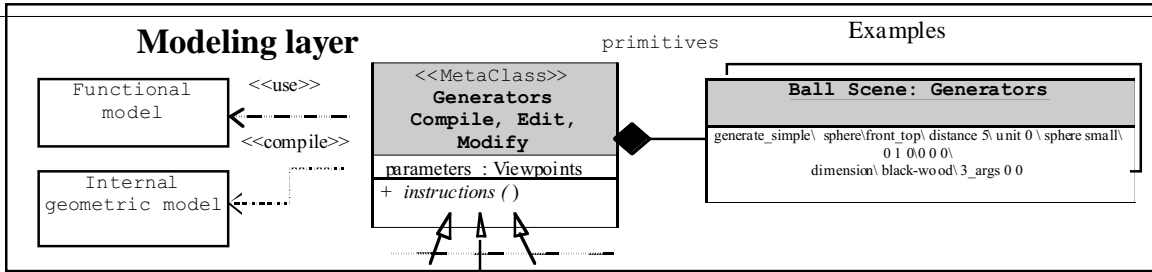 Modeling layer
primitives
Examples
Functional
model
<<use>>
<<compile>>
Internal
geometric model
<<MetaClass>>
Generators
Compile, Edit,
Modify
parameters : Viewpoints
+ instructions ()
Ball Scene: Generators
generate_simple\ sphere\front_top\ distance 5\ unit 0 \ sphere small\
0 1 0\0 0 0\
dimension\ black-wood\ 3_args 0 0